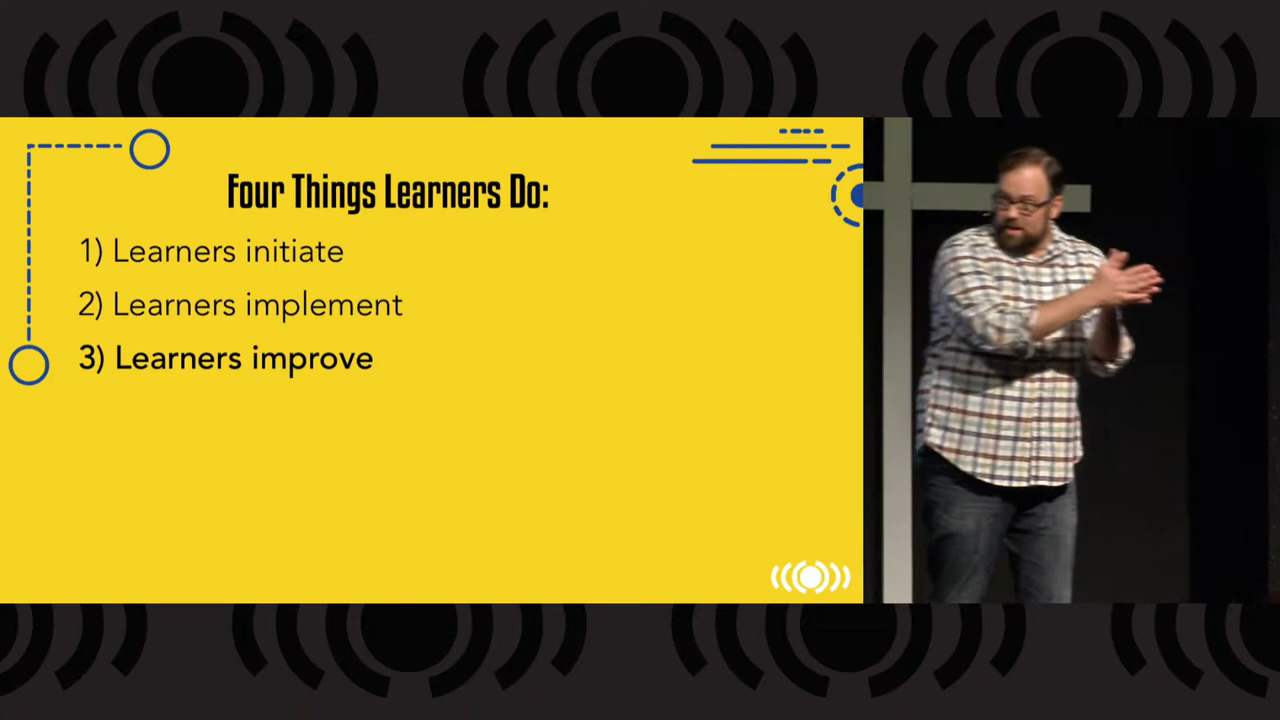 Four Things Learners Do:
1) Learners initiate
2) Learners implement
3) Learners improve